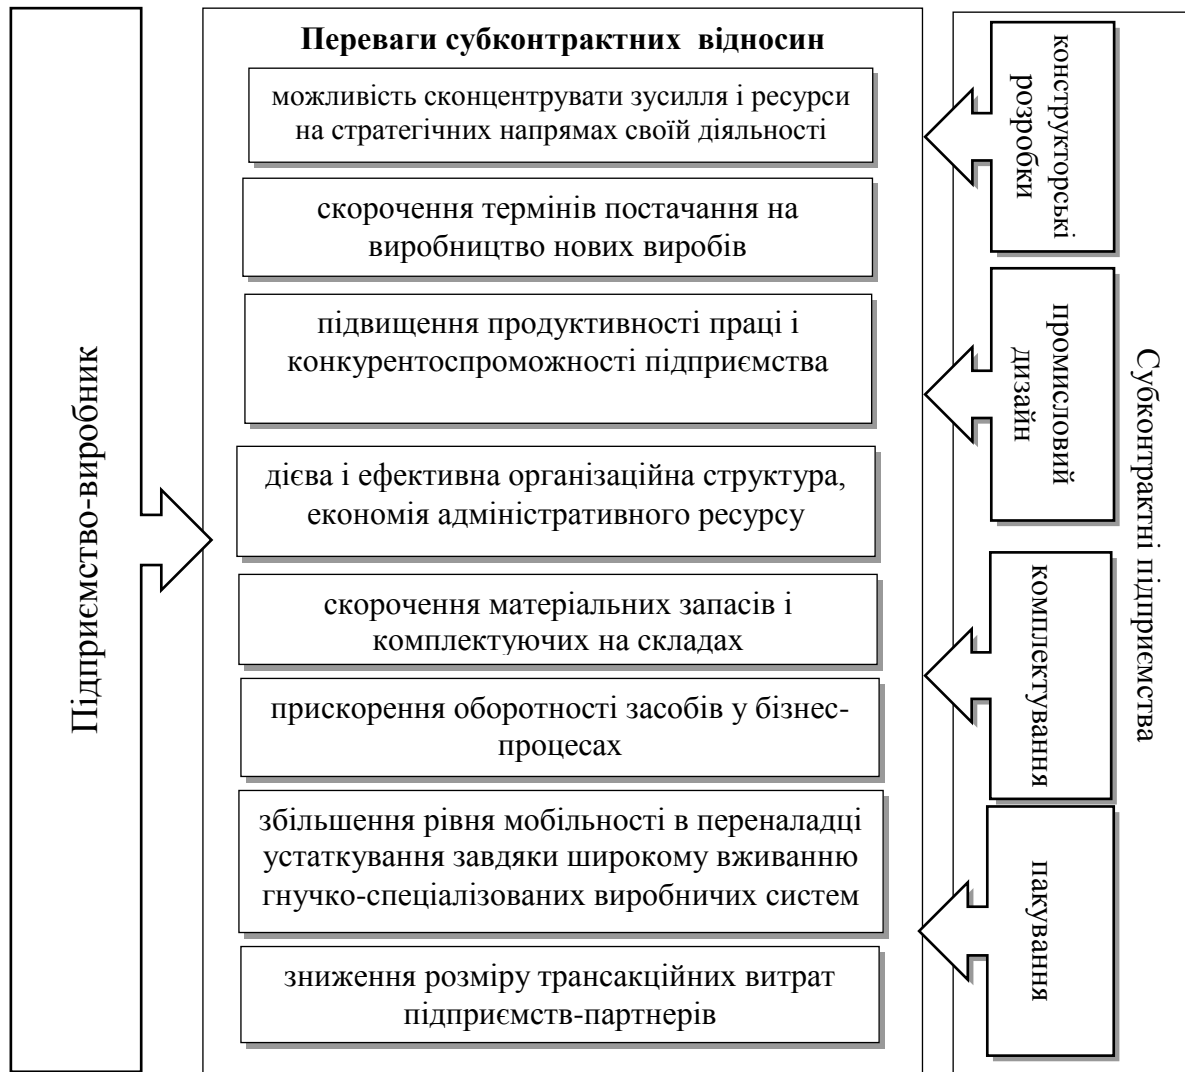 Підприємство-виробник
Переваги субконтрактних відносин
можливість сконцентрувати зусилля і ресурси
на стратегічних напрямах своїй діяльності
скорочення термінів постачання на
виробництво нових виробів
підвищення продуктивності праці і
конкурентоспроможності підприємства
дієва і ефективна організаційна структура,
економія адміністративного ресурсу
скорочення матеріальних запасів і
комплектуючих на складах
прискорення оборотності засобів у бізнес-
процесах
збільшення рівня мобільності в переналадці
устаткування завдяки широкому вживанню
гнучко-спеціалізованих виробничих систем
зниження розміру трансакційних витрат
підприємств-партнерів
конструкторські
розробки
промисловий
дизайн
комплектування
пакування
Субконтрактні підприємства